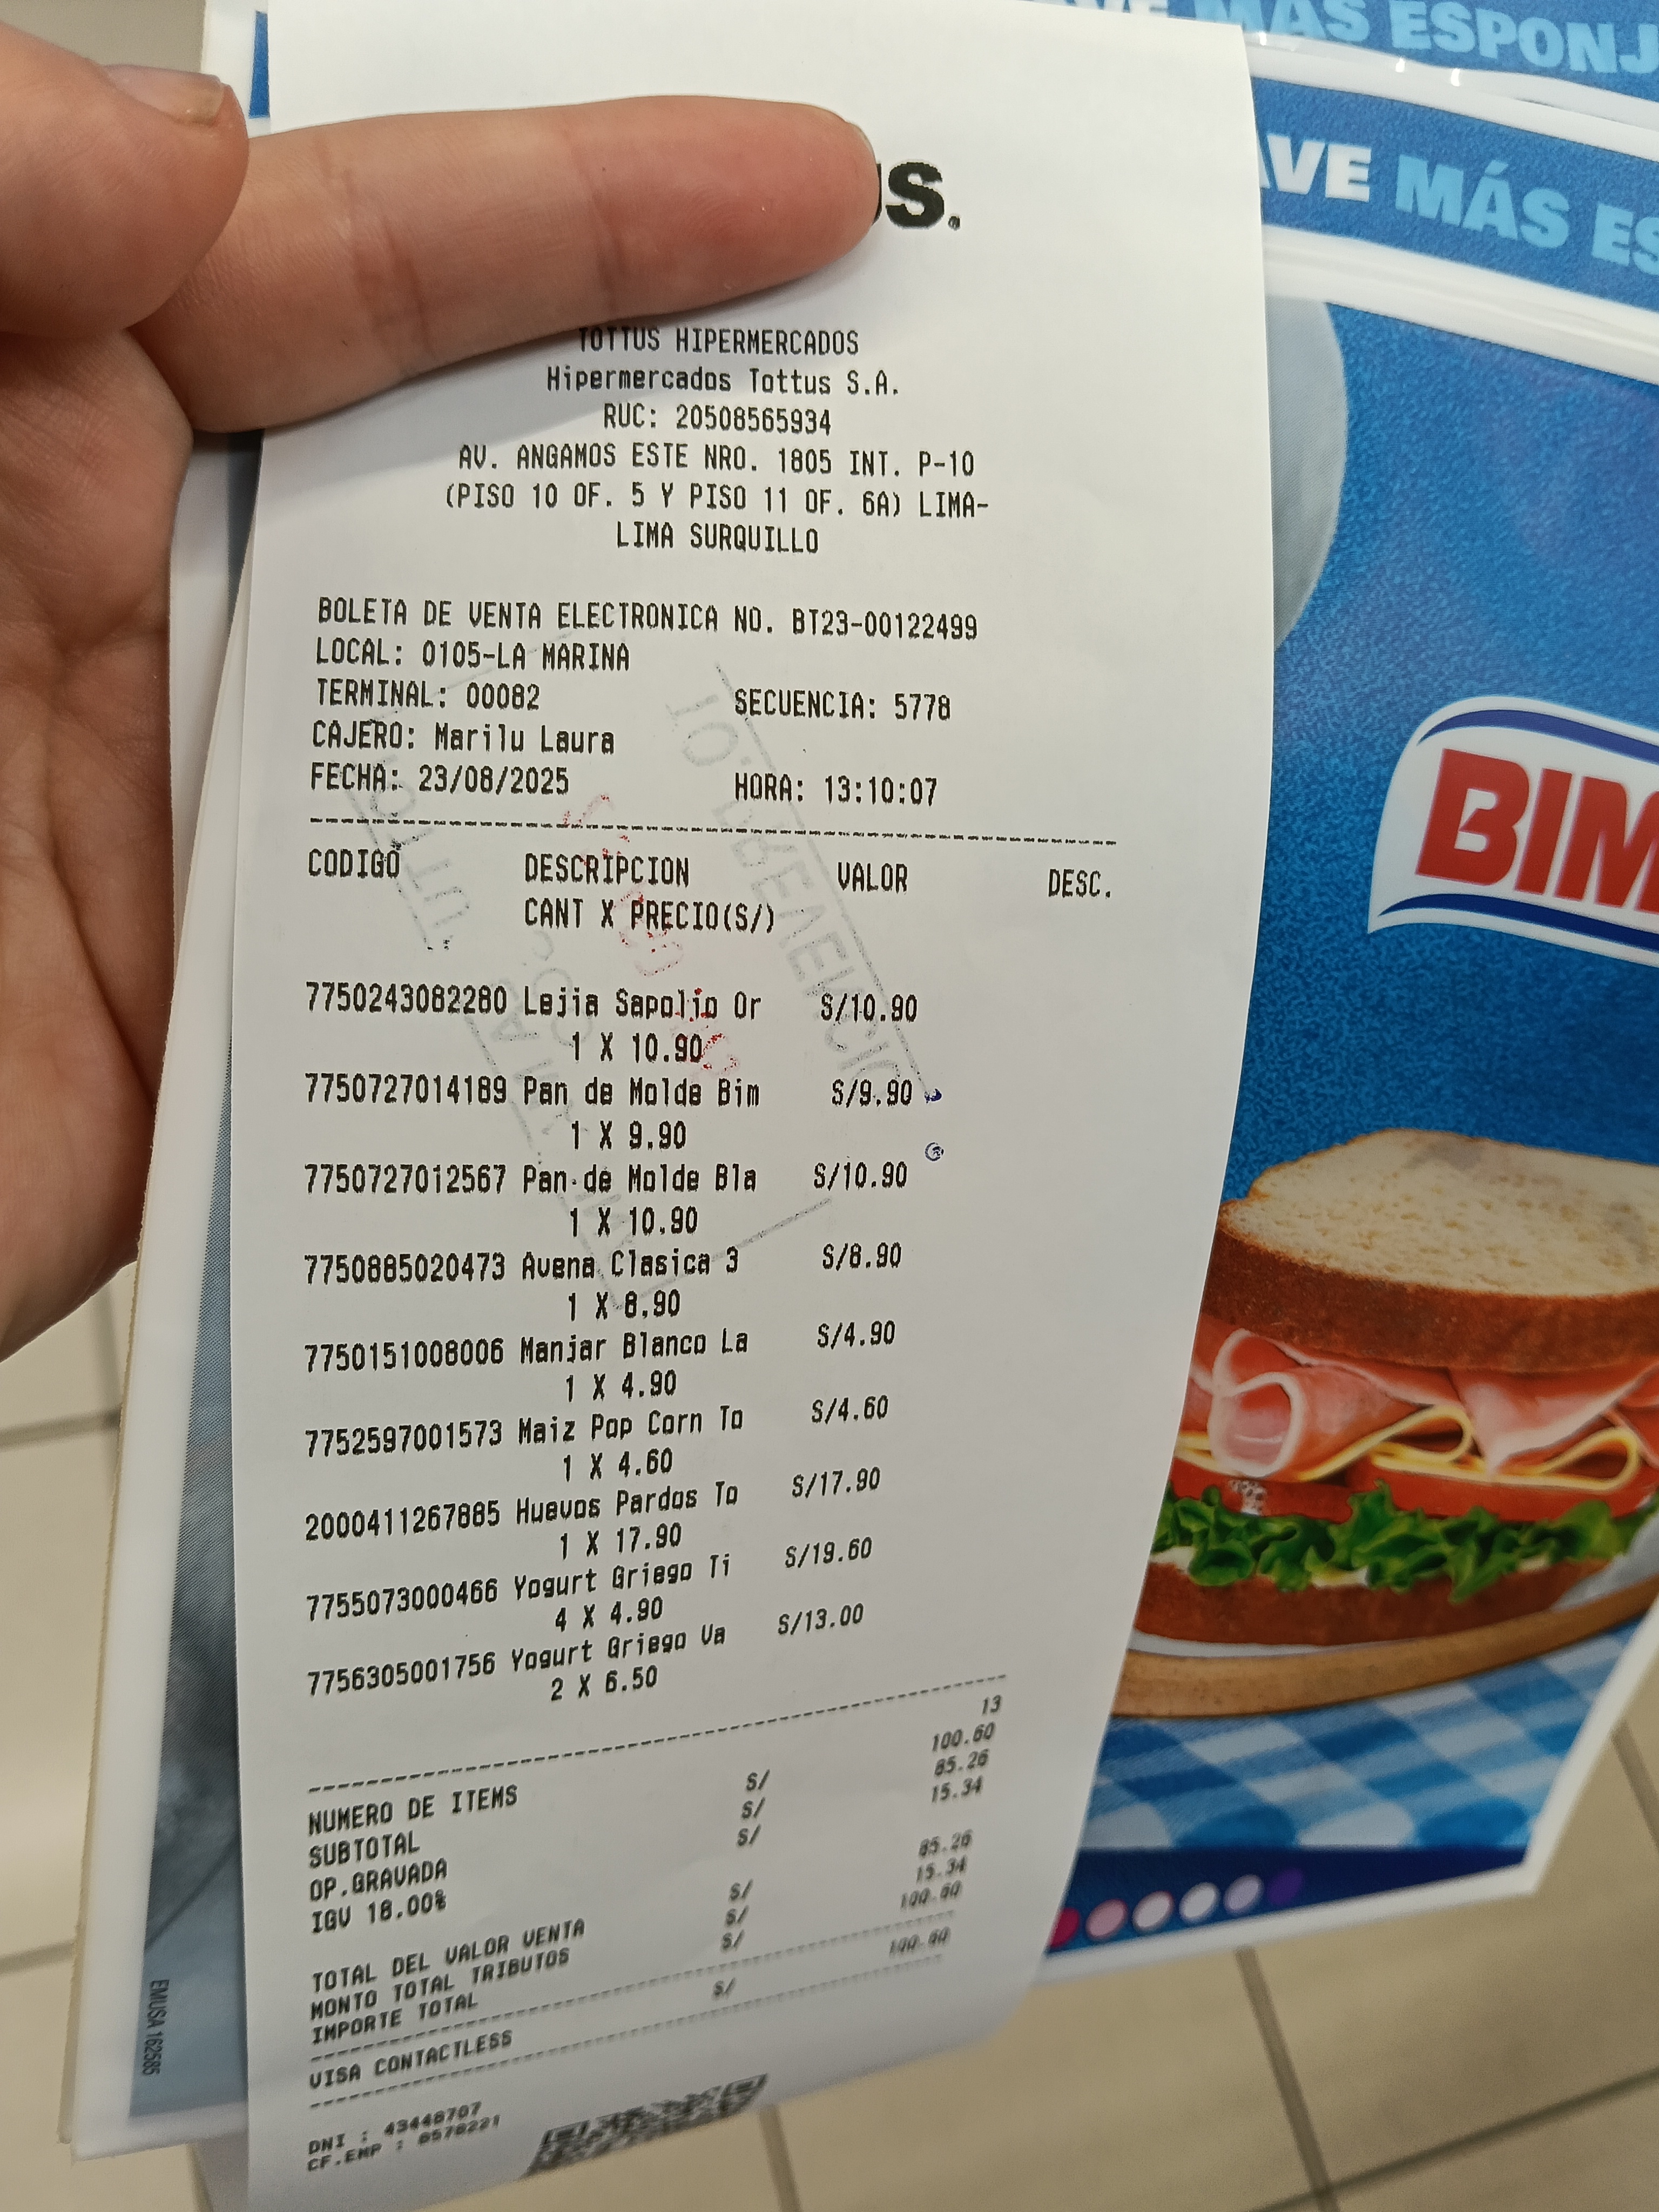 US.
TOTTUS HIPERMERCADOS
Hipermercados Tottus S.A.
RUC: 20508565934
AV. ANGAMOS ESTE NRO. 1805 INT. P-10
(PISO 10 OF. 5 Y PISO 11 OF. 6A) LIMA-
LIMA SURQUILLO
BOLETA DE VENTA ELECTRONICA NO. BT23-00122499
LOCAL: 0105-LA MARINA
TERMINAL: 00082 SECUENCIA: 5778
CAJERO: Marilu Laura
FECHA: 23/08/2025 HORA: 13:10:07
CODIGO DESCRIPCION VALOR DESC.
CANT X PRECIO(S/)
7750243082280 Lejia Sapolio Or S/10.90
1 X 10.90
7750727014189 Pan de Molde Bim S/9.90
1 X 9.90
7750727012567 Pan de Molde Bla S/10.90
1 X 10.90
7750885020473 Avena Clasica 3 S/8.90
1 X 8.90
7750151008006 Manjar Blanco La S/4.90
1 X 4.90
7752597001573 Maiz Pop Corn To S/4.60
1 X 4.60
2000411267885 Huevos Pardos To S/17.90
1 X 17.90
7755073000466 Yogurt Griego Ti S/19.60
4 X 4.90
7756305001756 Yogurt Griego Va S/13.00
2 X 6.50
NUMERO DE ITEMS 13
SUBTOTAL S/ 100.60
OP.GRAVADA S/ 85.26
IGV 18.00% S/ 15.34
TOTAL DEL VALOR VENTA S/ 85.26
MONTO TOTAL TRIBUTOS S/ 15.34
IMPORTE TOTAL S/ 100.60
VISA CONTACTLESS S/ 100.60
DNI : 43448707
CF.EMP : 6578221
MÁS ESPONJ
AVE MÁS ES
BIM
EMUSA 162585